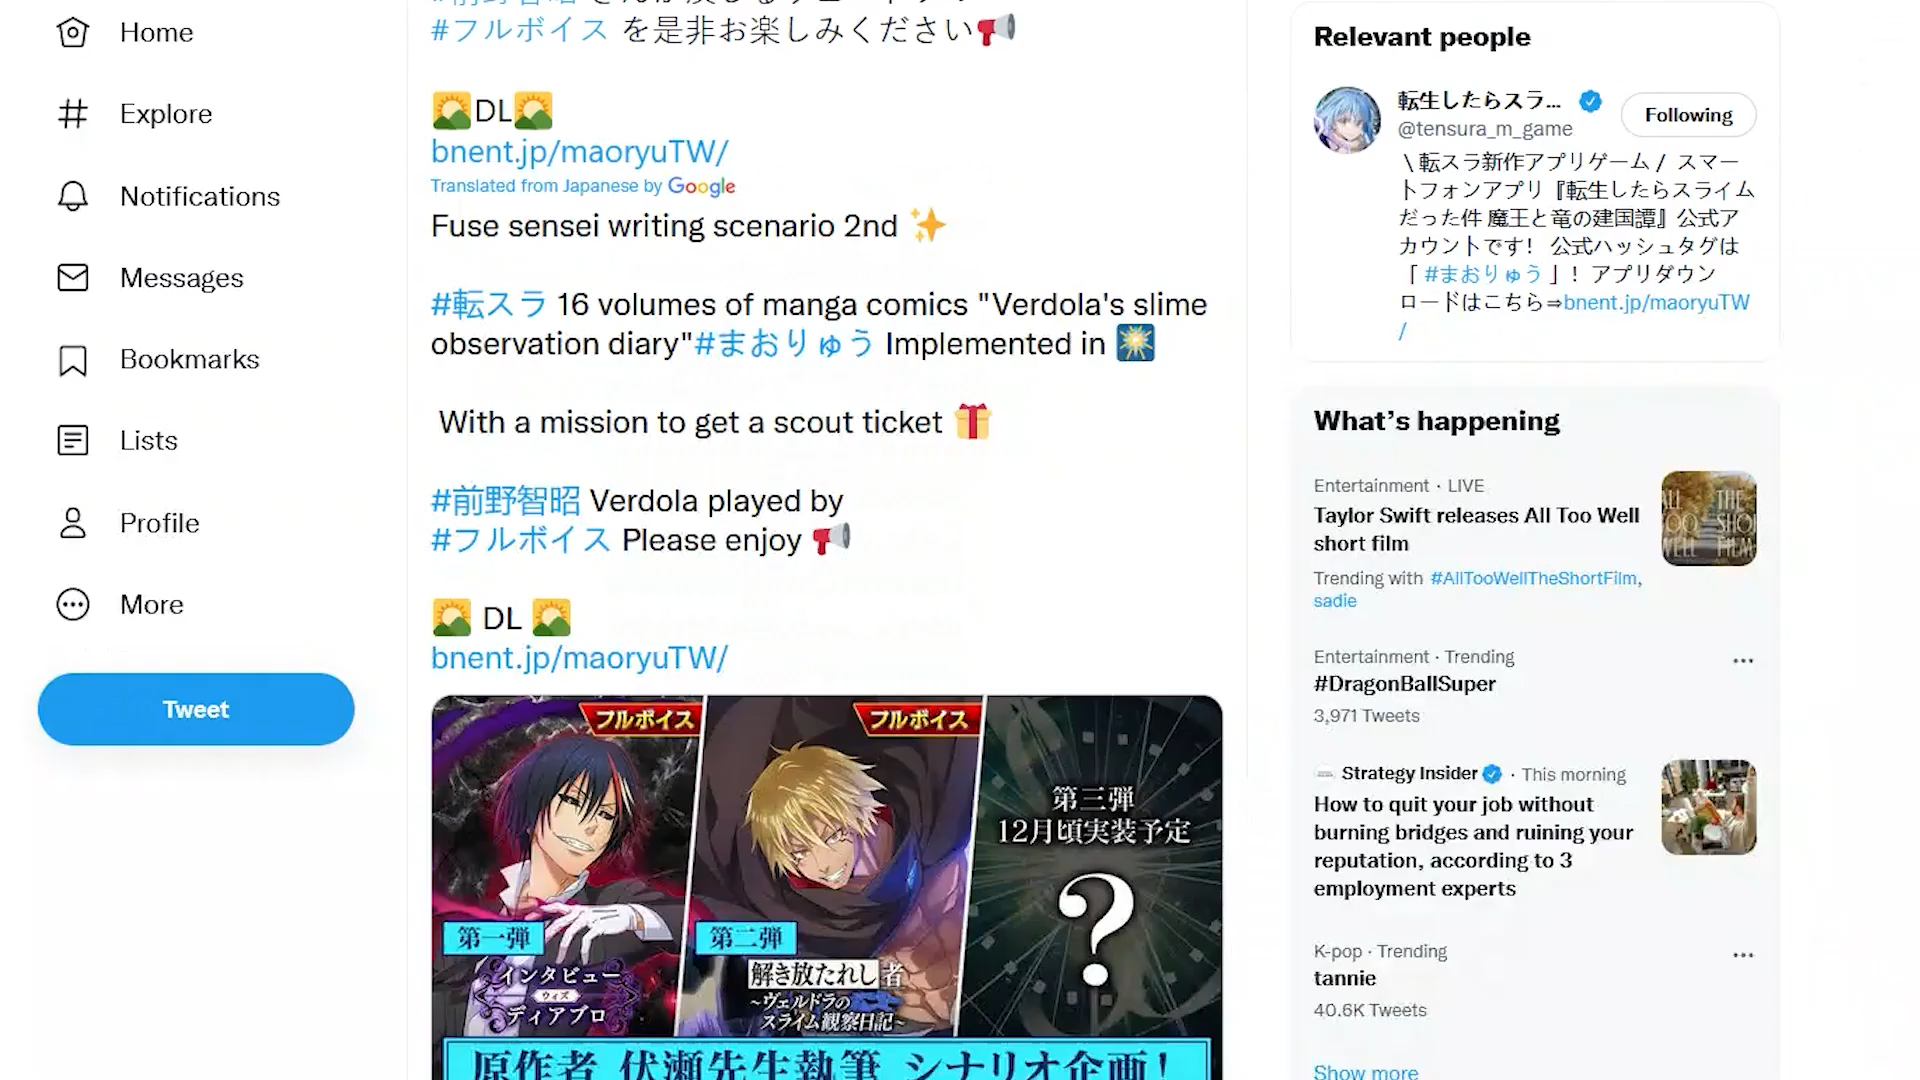 Home
Explore
Notifications
Messages
Bookmarks
Lists
Profile
More
Tweet
#フルボイス を是非お楽しみください
DL
bnent.jp/maoryuTW/
Translated from Japanese by Google
Fuse sensei writing scenario 2nd
#転スラ 16 volumes of manga comics "Verdola's slime
observation diary"#まおりゅう Implemented in
With a mission to get a scout ticket
#前野智昭 Verdola played by
#フルボイス Please enjoy
DL
bnent.jp/maoryuTW/
フルボイス
第一弾
インタビュー
ウィズ
ディアブロ
フルボイス
第二弾
解き放たれし者
~ヴェルドラの
スライム観察日記~
第三弾
12月頃実装予定
?
原作者 伏瀬先生執筆 シナリオ企画!
Relevant people
転生したらスラ...
@tensura_m_game
Following
\ 転スラ新作アプリゲーム / スマー
トフォンアプリ『転生したらスライム
だった件 魔王と竜の建国譚』公式ア
カウントです! 公式ハッシュタグは
「 #まおりゅう 」! アプリダウン
ロードはこちら⇒bnent.jp/maoryuTW
/
What's happening
Entertainment · LIVE
Taylor Swift releases All Too Well
short film
Trending with #AllTooWellTheShortFilm,
sadie
ALL THE
TOO SHO
WELL FILM
Entertainment · Trending
#DragonBallSuper
3,971 Tweets
Strategy Insider · This morning
How to quit your job without
burning bridges and ruining your
reputation, according to 3
employment experts
K-pop · Trending
tannie
40.6K Tweets
Show more